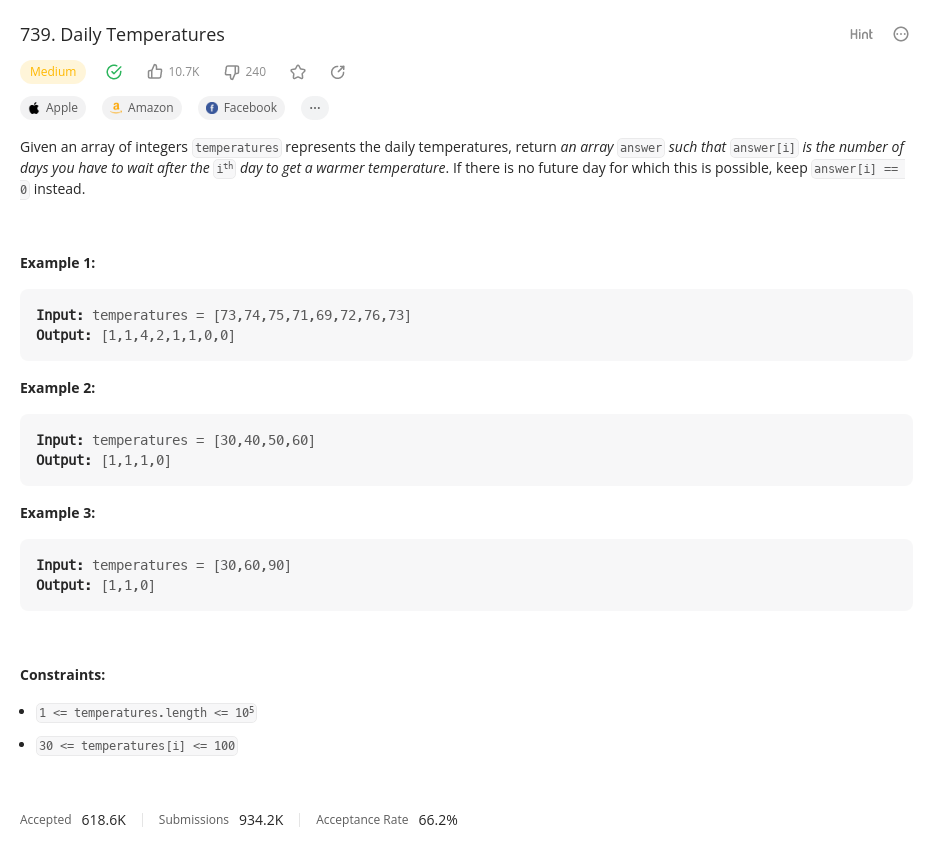 739. Daily Temperatures
Hint
Medium
10.7K
240
Apple
Amazon
Facebook
Given an array of integers temperatures represents the daily temperatures, return an array answer such that answer[i] is the number of
days you have to wait after the iᵗʰ day to get a warmer temperature. If there is no future day for which this is possible, keep answer[i] ==
0 instead.
Example 1:
Input: temperatures = [73,74,75,71,69,72,76,73]
Output: [1,1,4,2,1,1,0,0]
Example 2:
Input: temperatures = [30,40,50,60]
Output: [1,1,1,0]
Example 3:
Input: temperatures = [30,60,90]
Output: [1,1,0]
Constraints:
1 <= temperatures.length <= 10⁵
30 <= temperatures[i] <= 100
Accepted 618.6K Submissions 934.2K Acceptance Rate 66.2%